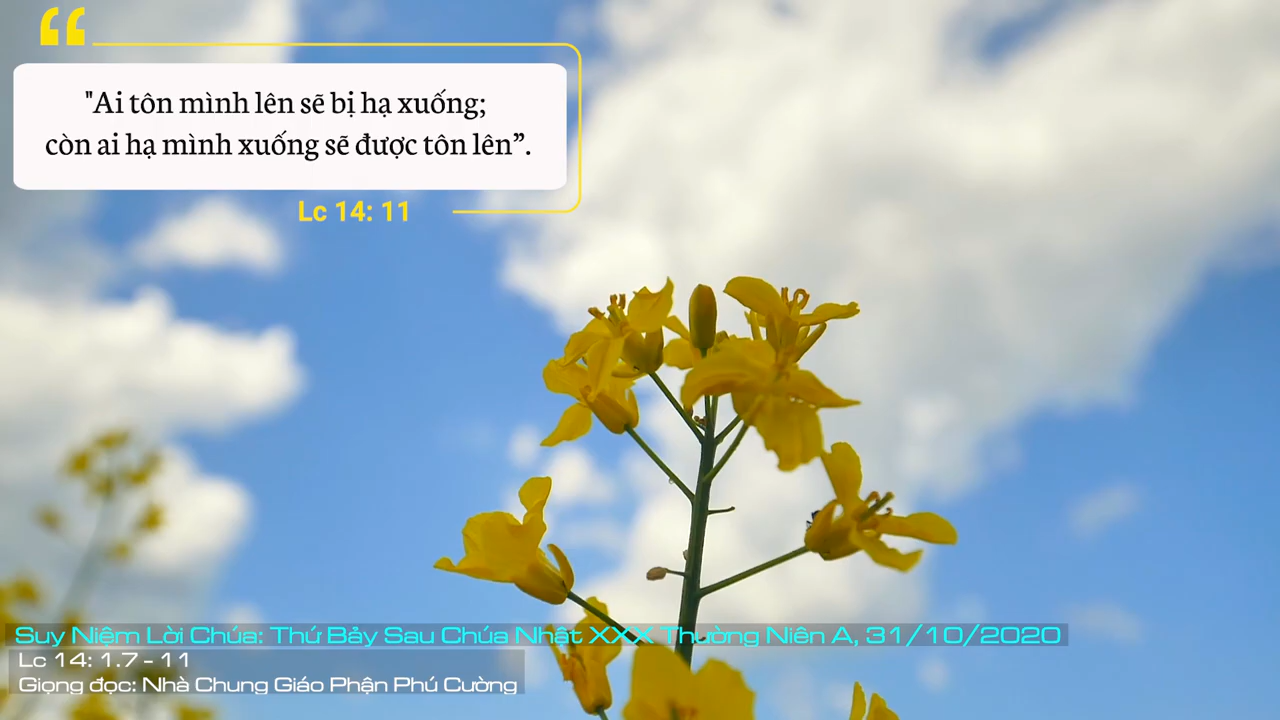 "Ai tôn mình lên sẽ bị hạ xuống;
còn ai hạ mình xuống sẽ được tôn lên”.
Lc 14: 11
Suy Niệm Lời Chúa: Thứ Bảy Sau Chúa Nhật XXX Thường Niên A, 31/10/2020
Lc 14: 1.7 - 11
Giọng đọc: Nhà Chung Giáo Phận Phú Cường